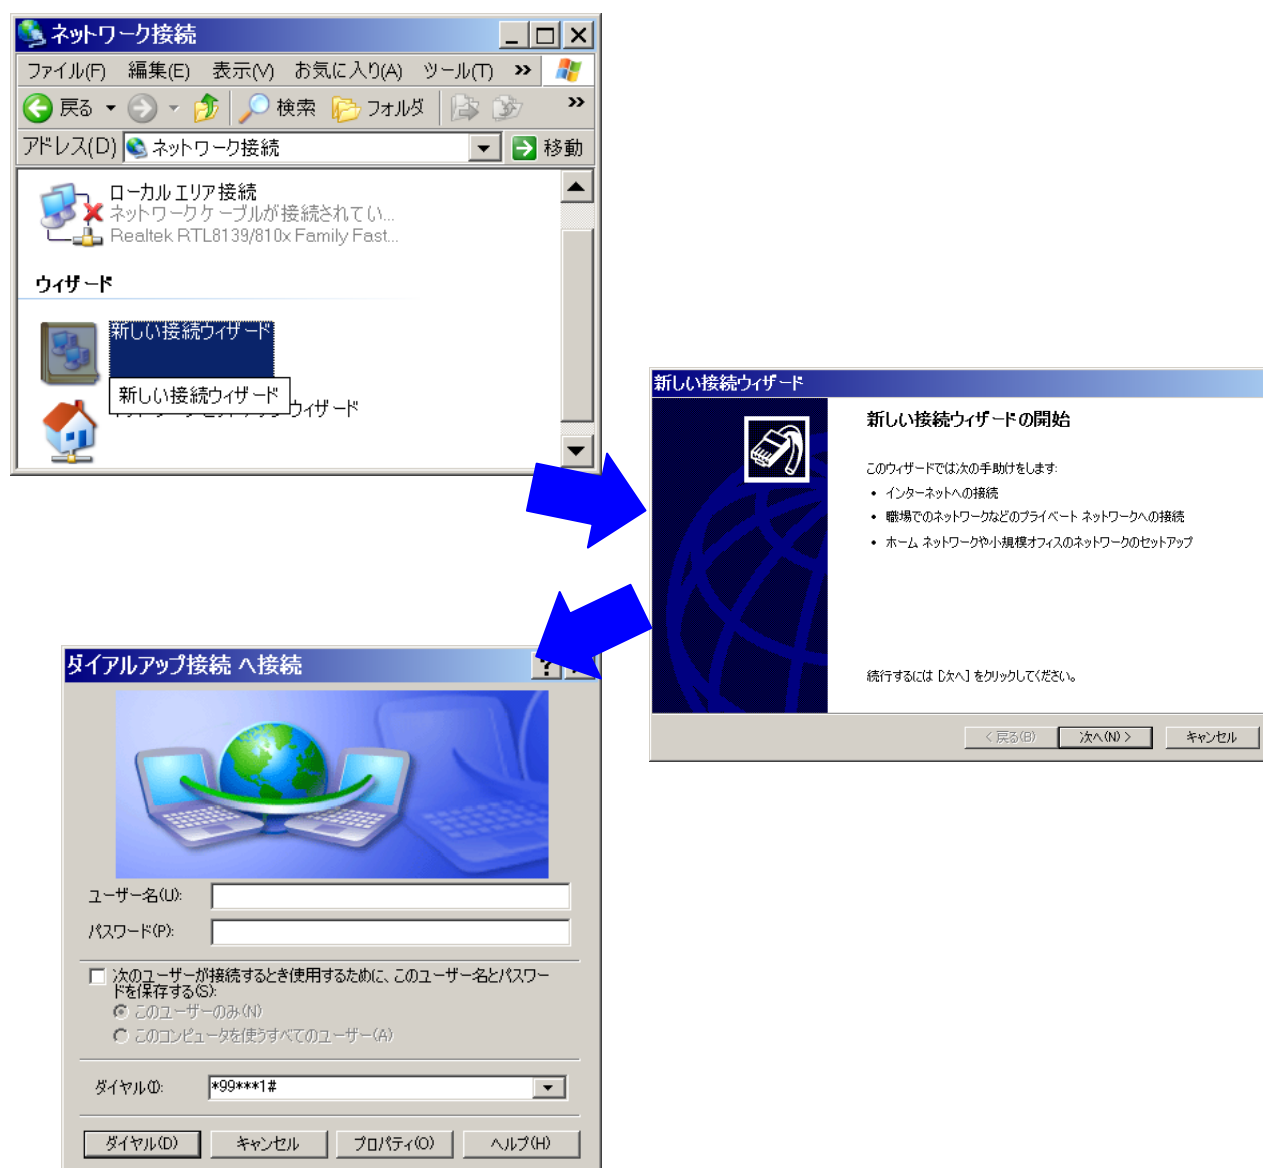 ネットワーク接続
ファイル(F) 編集(E) 表示(V) お気に入り(A) ツール(T) »
戻る 検索 フォルダ »
アドレス(D) ネットワーク接続 移動
ローカル エリア接続
ネットワーク ケーブルが接続されてい...
Realtek RTL8139/810x Family Fast...
ウィザード
新しい接続ウィザード
新しい接続ウィザード
ウィザード
新しい接続ウィザード
新しい接続ウィザードの開始
このウィザードでは次の手助けをします:
• インターネットへの接続
• 職場でのネットワークなどのプライベート ネットワークへの接続
• ホーム ネットワークや小規模オフィスのネットワークのセットアップ
続行するには [次へ] をクリックしてください。
< 戻る(B) 次へ(N) > キャンセル
ダイアルアップ接続 へ接続
ユーザー名(U):
パスワード(P):
次のユーザーが接続するとき使用するために、このユーザー名とパスワー
ドを保存する(S):
このユーザーのみ(N)
このコンピュータを使うすべてのユーザー(A)
ダイヤル(I): *99***1#
ダイヤル(D) キャンセル プロパティ(O) ヘルプ(H)